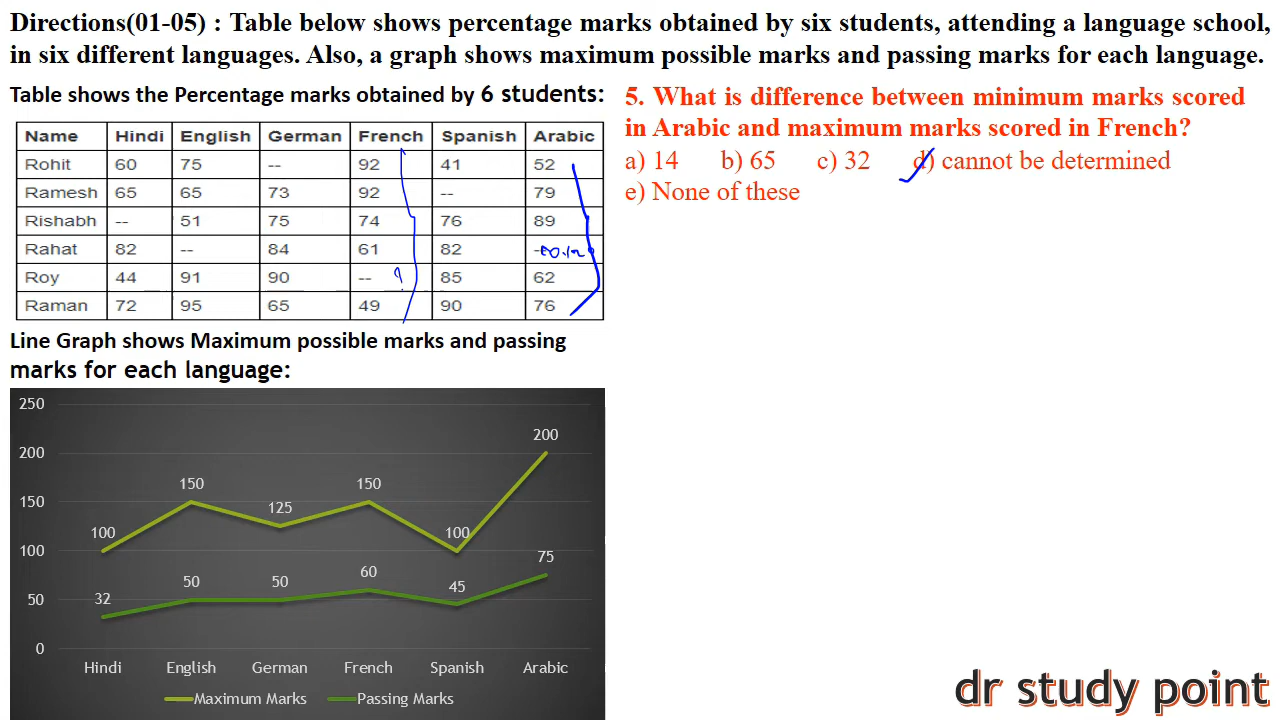 Directions(01-05) : Table below shows percentage marks obtained by six students, attending a language school,
in six different languages. Also, a graph shows maximum possible marks and passing marks for each language.
Table shows the Percentage marks obtained by 6 students:
Name Hindi English German French Spanish Arabic
Rohit 60 75 -- 92 41 52
Ramesh 65 65 73 92 -- 79
Rishabh -- 51 75 74 76 89
Rahat 82 -- 84 61 82
Roy 44 91 90 -- ? 85 62
Raman 72 95 65 49 90 76
Line Graph shows Maximum possible marks and passing
marks for each language:
5. What is difference between minimum marks scored
in Arabic and maximum marks scored in French?
a) 14 b) 65 c) 32 d) cannot be determined
e) None of these
250
200
150
100
50
0
100 150 125 150 100 200
32 50 50 60 45 75
Hindi English German French Spanish Arabic
Maximum Marks Passing Marks
dr study point